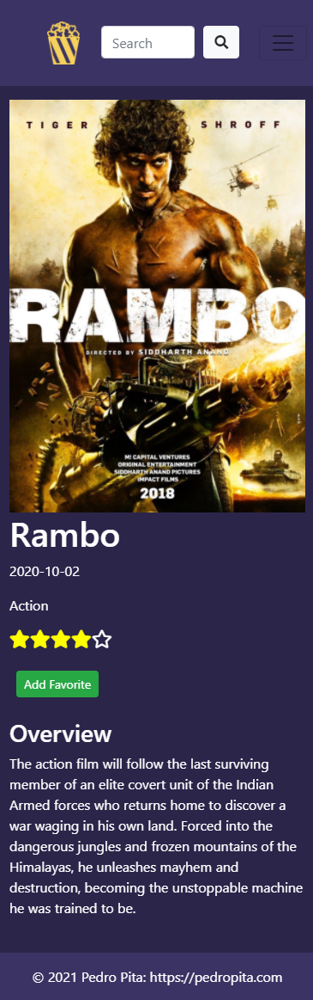 Search
TIGER SHROFF
RAMBO
DIRECTED BY SIDDHARTH ANAND
MI CAPITAL VENTURES
ORIGINAL ENTERTAINMENT
SIDDHARTH ANAND PICTURES
IMPACT FILMS
2018
Rambo
2020-10-02
Action
Add Favorite
Overview
The action film will follow the last surviving
member of an elite covert unit of the Indian
Armed forces who returns home to discover a
war waging in his own land. Forced into the
dangerous jungles and frozen mountains of the
Himalayas, he unleashes mayhem and
destruction, becoming the unstoppable machine
he was trained to be.
© 2021 Pedro Pita: https://pedropita.com